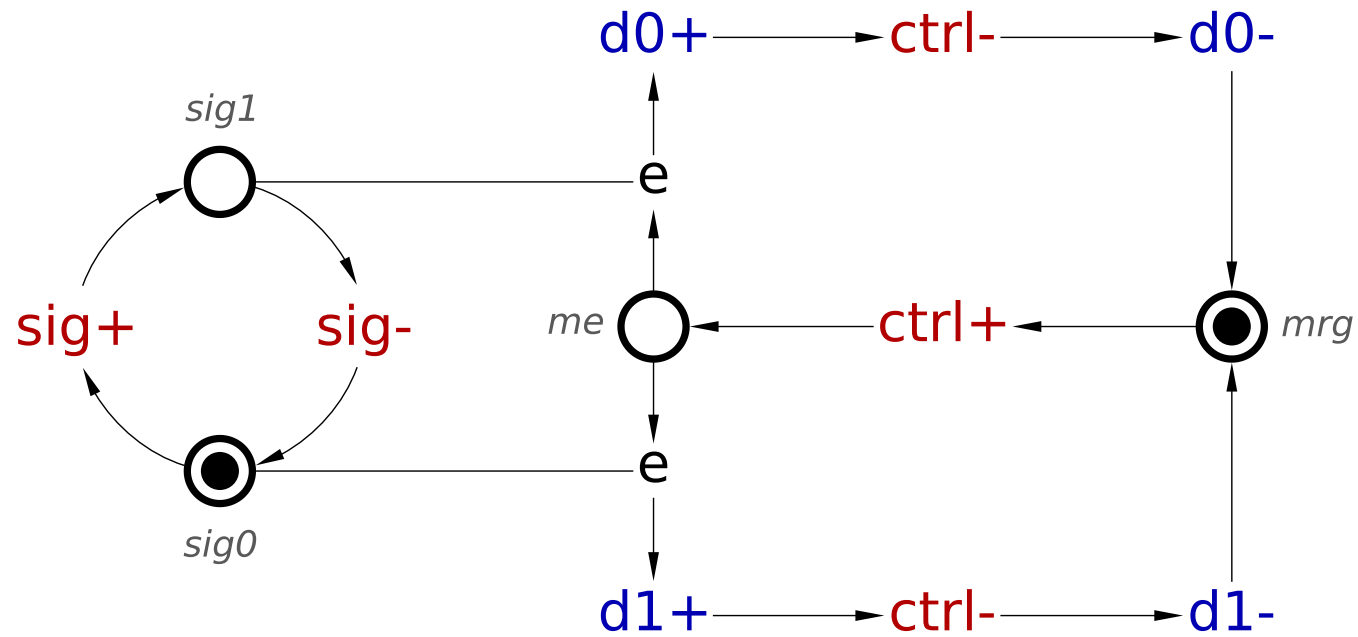 d0+ ctrl- d0-
sig1
e
sig+ sig- me ctrl+ mrg
e
sig0
d1+ ctrl- d1-